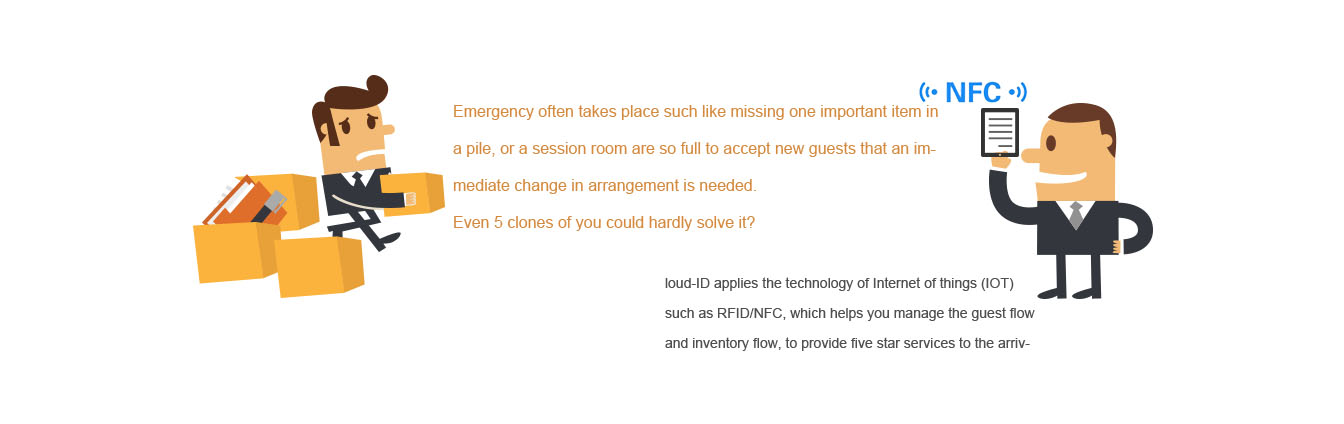 NFC
Emergency often takes place such like missing one important item in
a pile, or a session room are so full to accept new guests that an im-
mediate change in arrangement is needed.
Even 5 clones of you could hardly solve it?
loud-ID applies the technology of Internet of things (IOT)
such as RFID/NFC, which helps you manage the guest flow
and inventory flow, to provide five star services to the arriv-